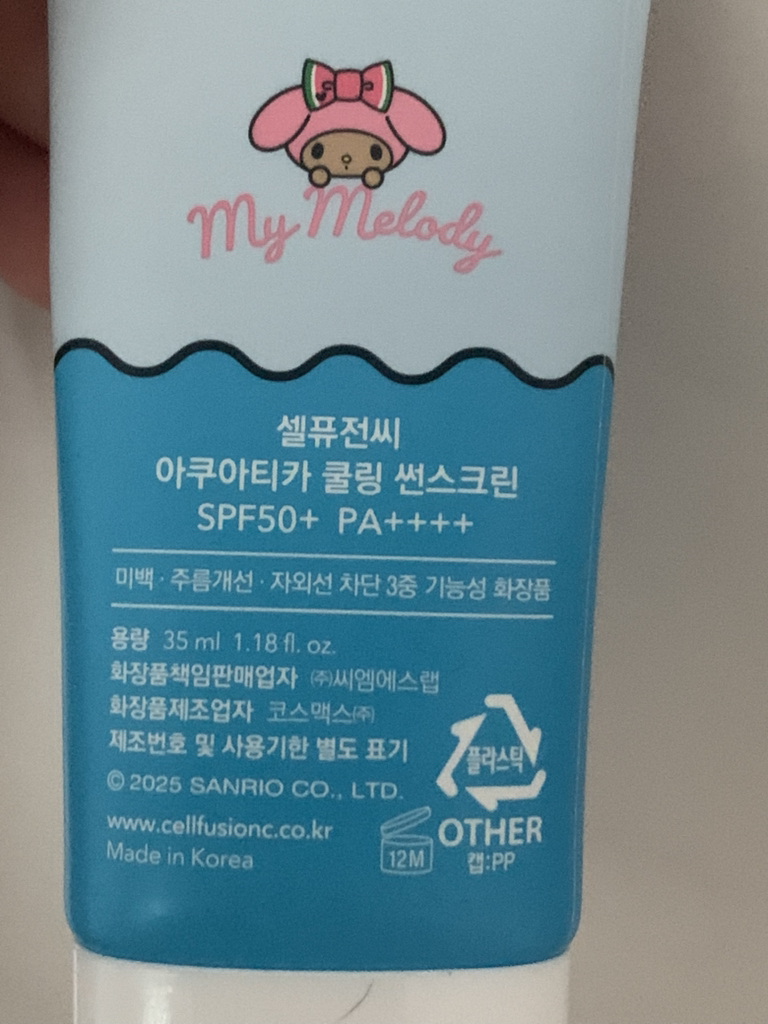 My Melody
셀퓨전씨
아쿠아티카 쿨링 썬스크린
SPF50+ PA++++
미백 · 주름개선 · 자외선 차단 3중 기능성 화장품
용량 35 ml 1.18 fl. oz.
화장품책임판매업자 ㈜씨엠에스랩
화장품제조업자 코스맥스㈜
제조번호 및 사용기한 별도 표기
© 2025 SANRIO CO., LTD.
www.cellfusionc.co.kr
Made in Korea
12M
플라스틱
OTHER
캡:PP